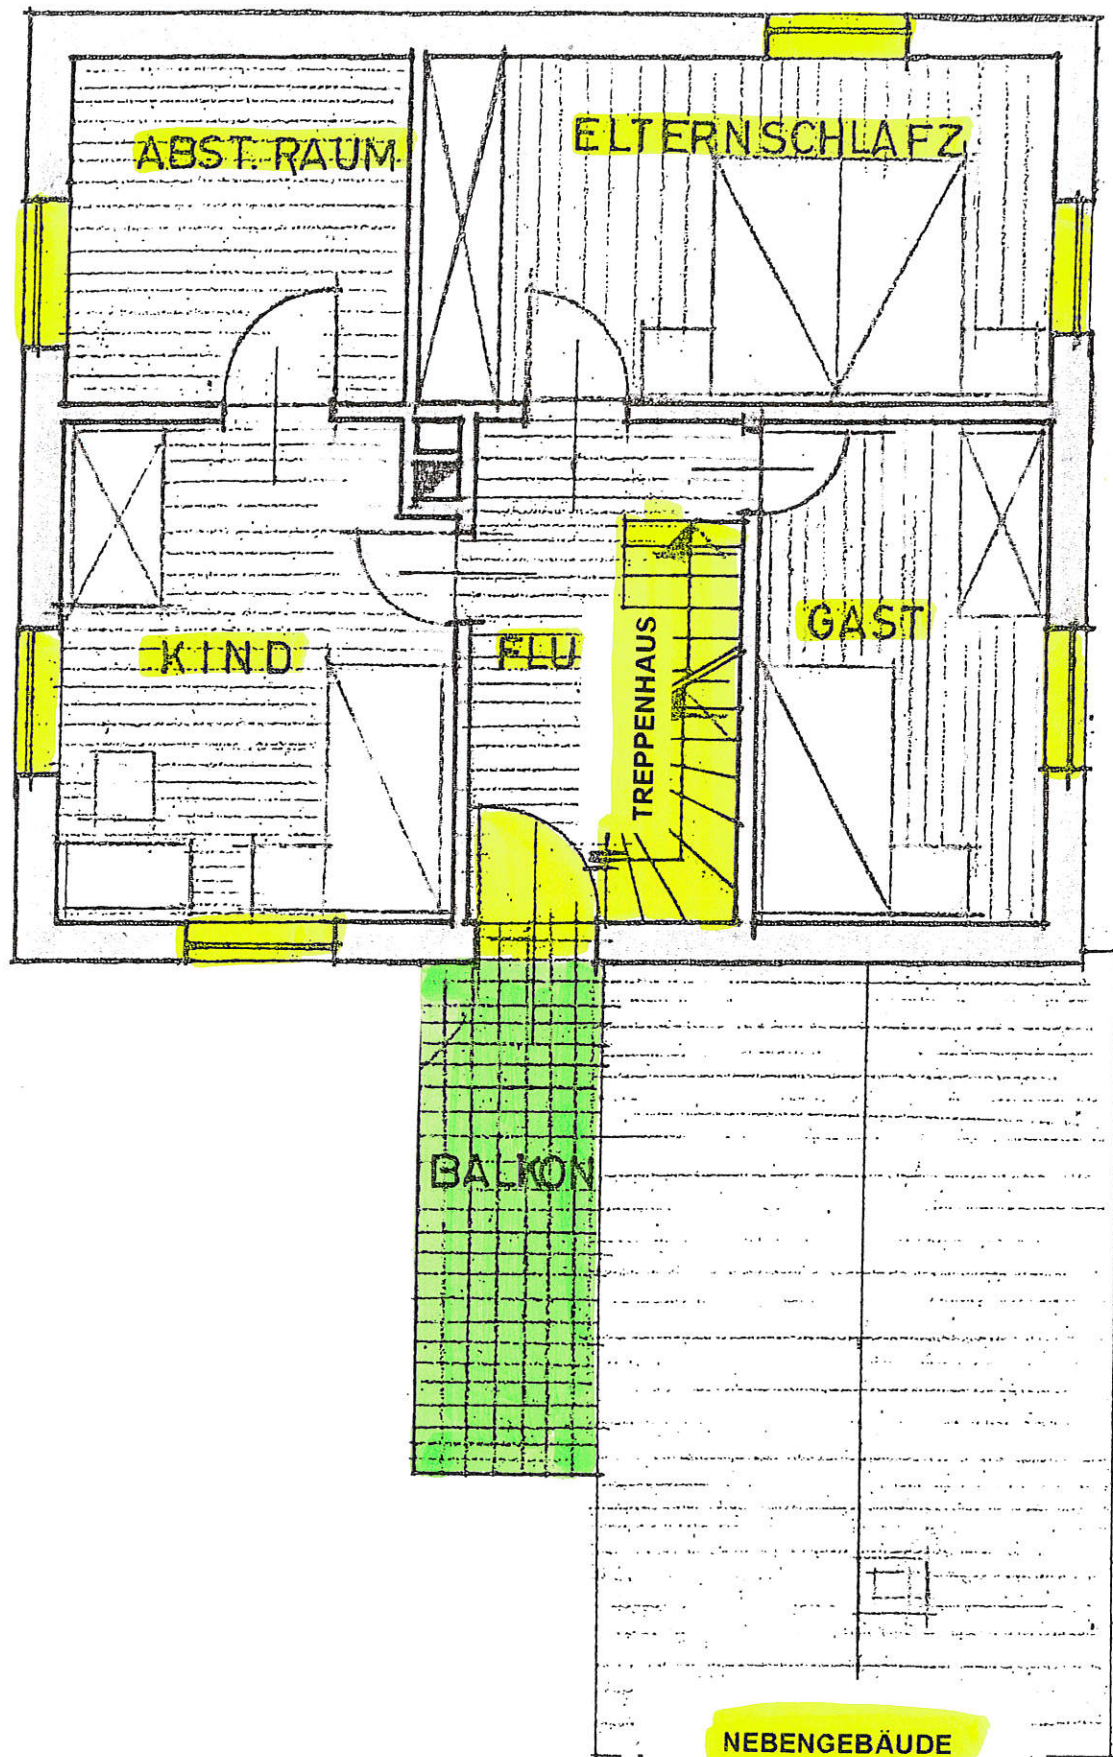 ABST. RAUM
ELTERNSCHLAFZ.
KIND
FLU
TREPPENHAUS
GAST
BALKON
NEBENGEBÄUDE